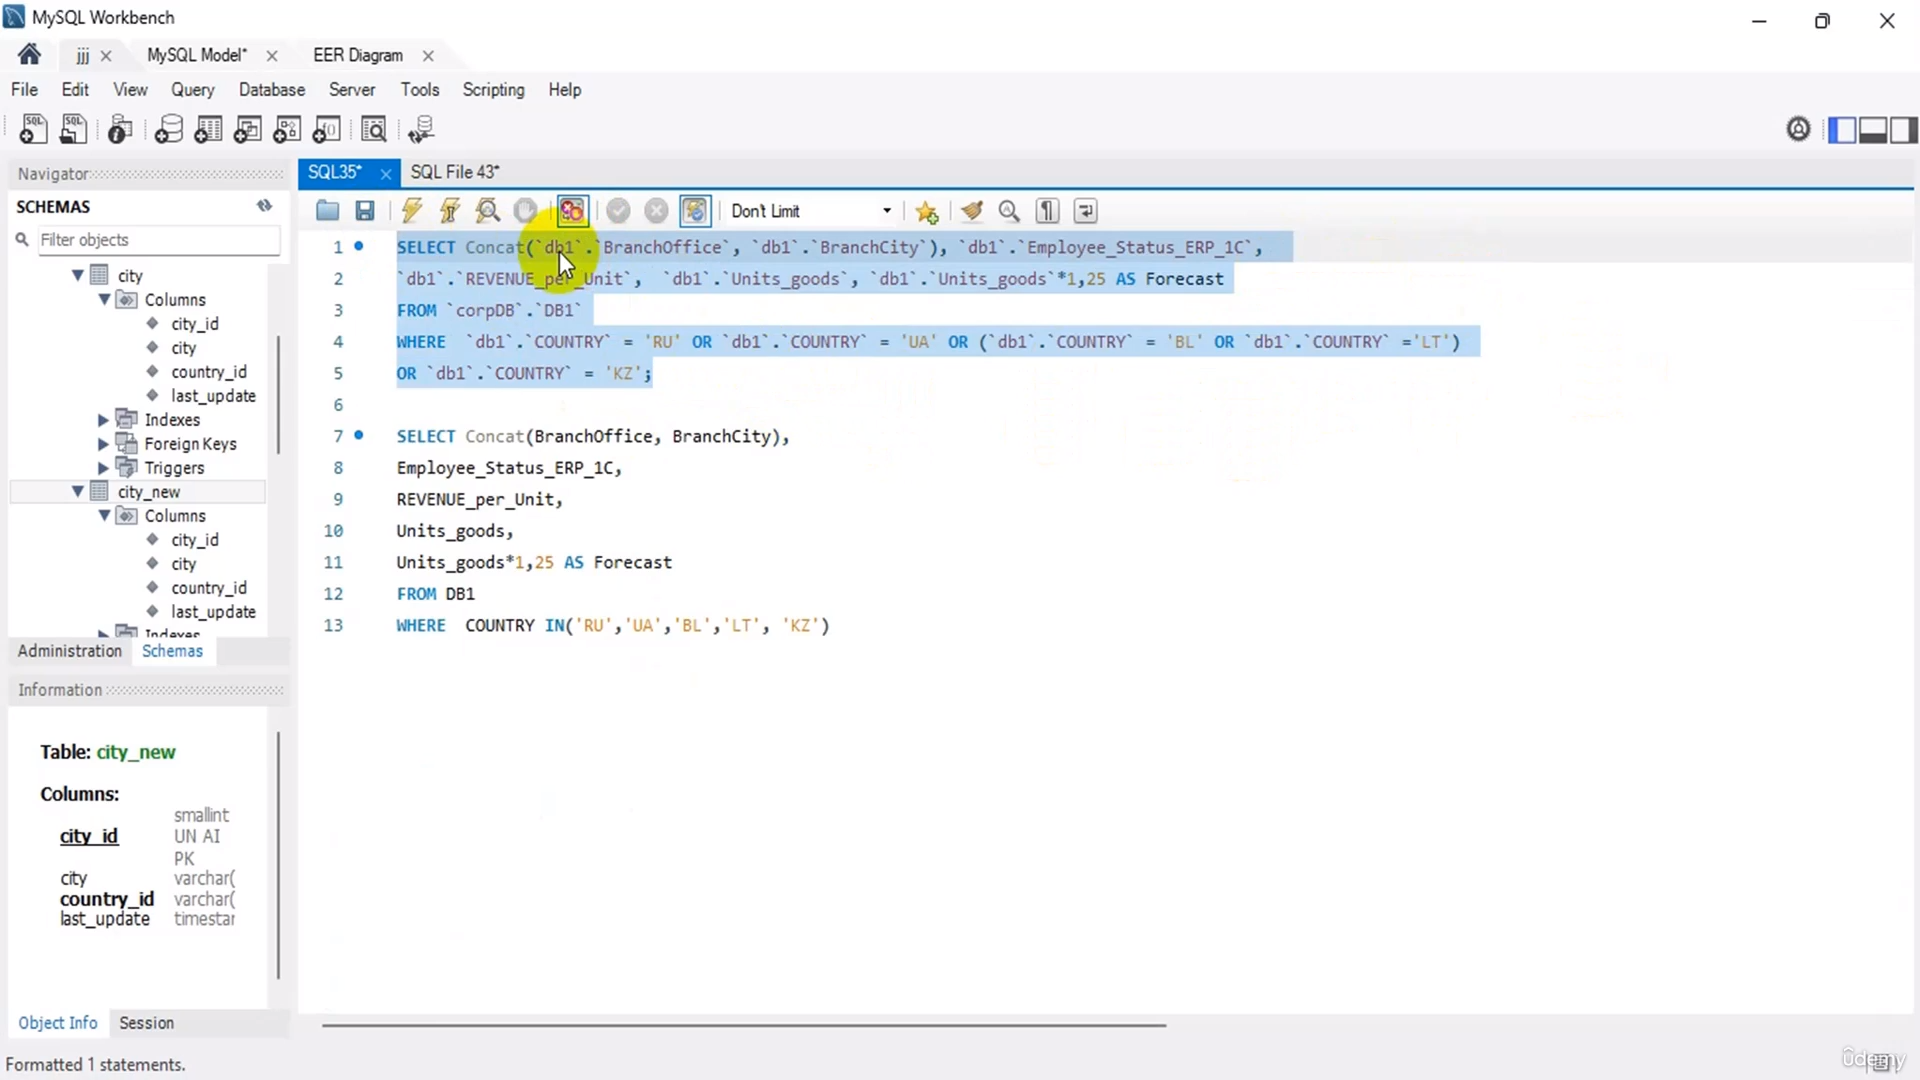 MySQL Workbench
jjj
MySQL Model*
EER Diagram
File Edit View Query Database Server Tools Scripting Help
Navigator
SQL35*
SQL File 43*
SCHEMAS
Don't Limit
Filter objects
city
Columns
city_id
city
country_id
last_update
Indexes
Foreign Keys
Triggers
city_new
Columns
city_id
city
country_id
last_update
Indexes
1 SELECT Concat(`db1`.`BranchOffice`, `db1`.`BranchCity`), `db1`.`Employee_Status_ERP_1C`,
2 `db1`.`REVENUE_per_Unit`, `db1`.`Units_goods`, `db1`.`Units_goods`*1,25 AS Forecast
3 FROM `corpDB`.`DB1`
4 WHERE `db1`.`COUNTRY` = 'RU' OR `db1`.`COUNTRY` = 'UA' OR (`db1`.`COUNTRY` = 'BL' OR `db1`.`COUNTRY` ='LT')
5 OR `db1`.`COUNTRY` = 'KZ';
6
7 SELECT Concat(BranchOffice, BranchCity),
8 Employee_Status_ERP_1C,
9 REVENUE_per_Unit,
10 Units_goods,
11 Units_goods*1,25 AS Forecast
12 FROM DB1
13 WHERE COUNTRY IN('RU','UA','BL','LT', 'KZ')
Administration Schemas
Information
Table: city_new
Columns:
city_id smallint UN AI PK
city varchar(
country_id varchar(
last_update timestar
Object Info Session
Formatted 1 statements.
ûdemy